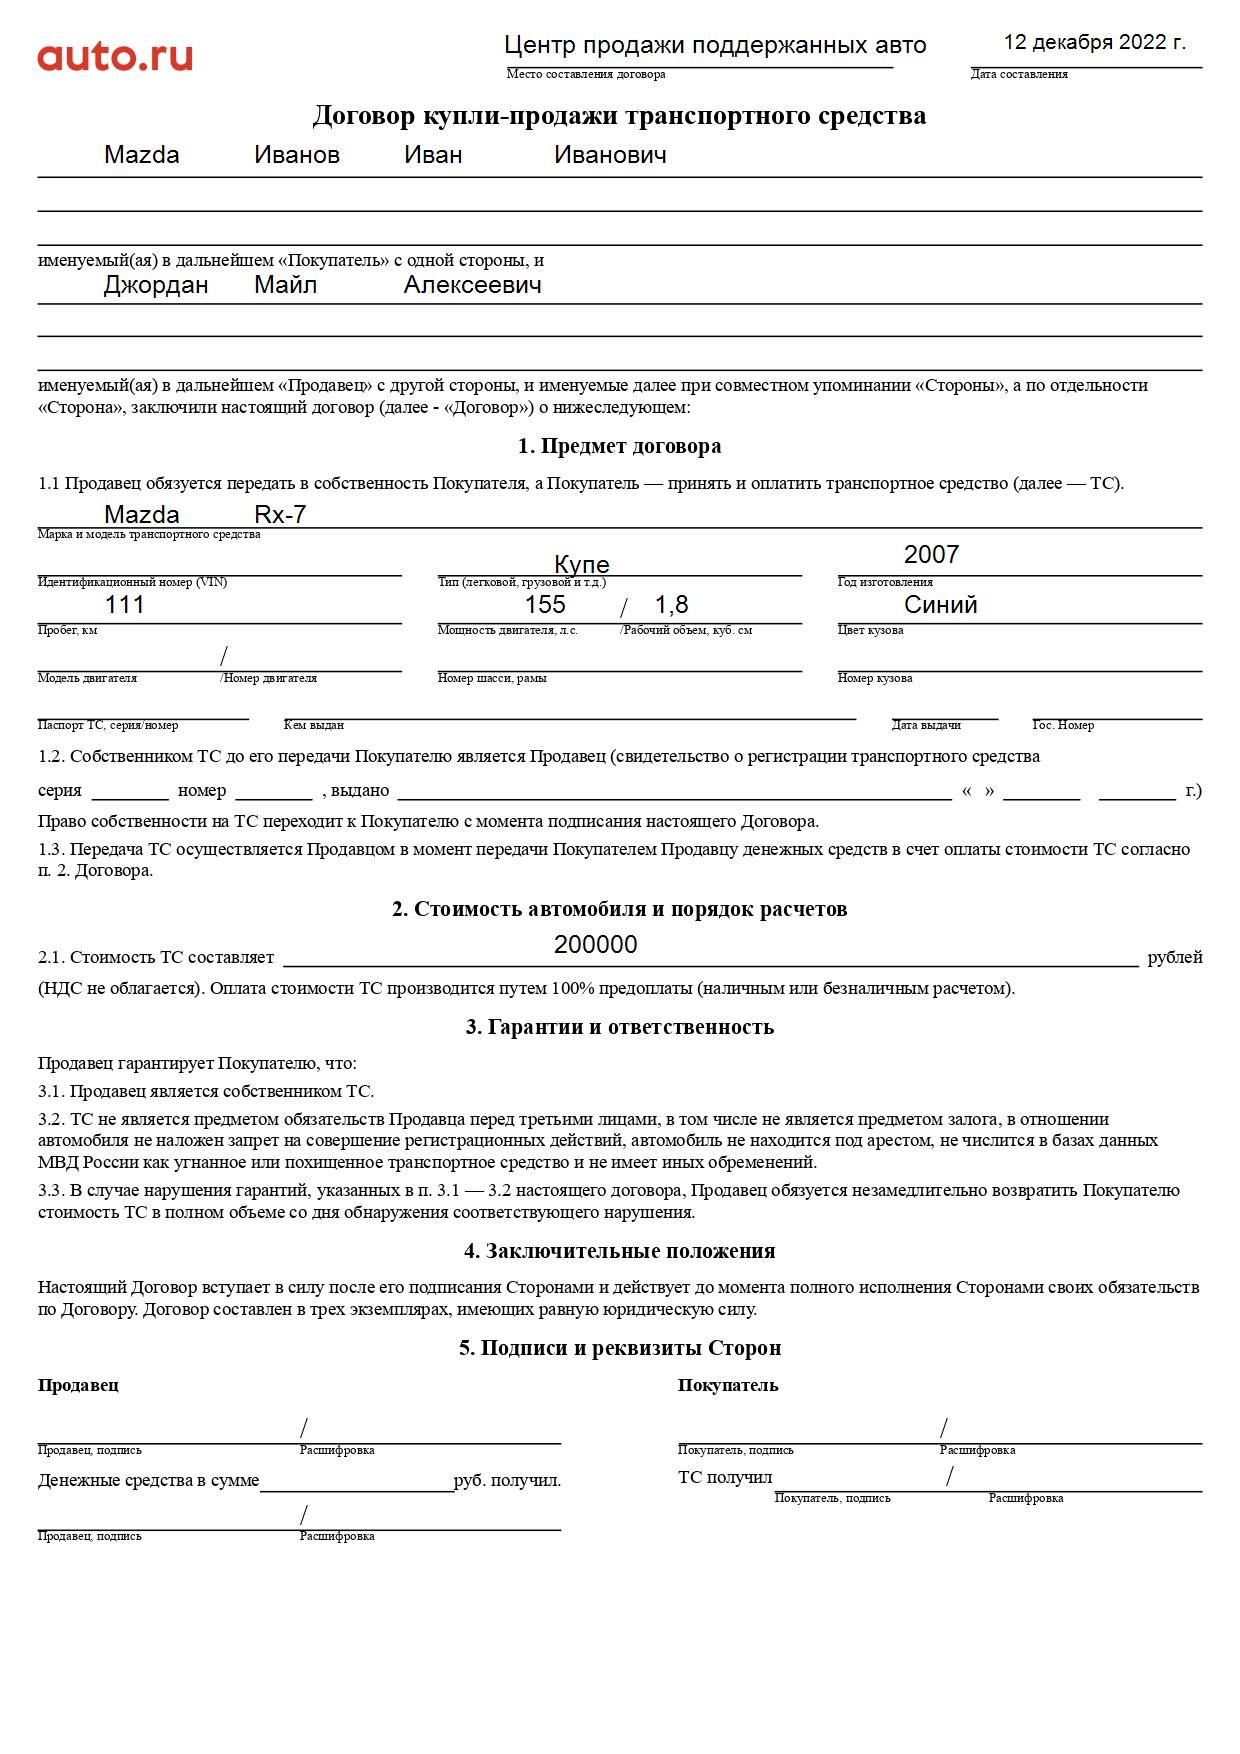 auto.ru
Центр продажи поддержанных авто 12 декабря 2022 г.
Место составления договора Дата составления
Договор купли-продажи транспортного средства
Mazda Иванов Иван Иванович
именуемый(ая) в дальнейшем «Покупатель» с одной стороны, и
Джордан Майл Алексеевич
именуемый(ая) в дальнейшем «Продавец» с другой стороны, и именуемые далее при совместном упоминании «Стороны», а по отдельности
«Сторона», заключили настоящий договор (далее - «Договор») о нижеследующем:
1. Предмет договора
1.1 Продавец обязуется передать в собственность Покупателя, а Покупатель — принять и оплатить транспортное средство (далее — ТС).
Mazda Rx-7
Марка и модель транспортного средства
Купе 2007
Идентификационный номер (VIN) Тип (легковой, грузовой и т.д.) Год изготовления
111 155 / 1,8 Синий
Пробег, км Мощность двигателя, л.с. /Рабочий объем, куб. см Цвет кузова
/
Модель двигателя /Номер двигателя Номер шасси, рамы Номер кузова
Паспорт ТС, серия/номер Кем выдан Дата выдачи Гос. Номер
1.2. Собственником ТС до его передачи Покупателю является Продавец (свидетельство о регистрации транспортного средства
серия номер , выдано « » г.)
Право собственности на ТС переходит к Покупателю с момента подписания настоящего Договора.
1.3. Передача ТС осуществляется Продавцом в момент передачи Покупателем Продавцу денежных средств в счет оплаты стоимости ТС согласно
п. 2. Договора.
2. Стоимость автомобиля и порядок расчетов
2.1. Стоимость ТС составляет 200000 рублей
(НДС не облагается). Оплата стоимости ТС производится путем 100% предоплаты (наличным или безналичным расчетом).
3. Гарантии и ответственность
Продавец гарантирует Покупателю, что:
3.1. Продавец является собственником ТС.
3.2. ТС не является предметом обязательств Продавца перед третьими лицами, в том числе не является предметом залога, в отношении
автомобиля не наложен запрет на совершение регистрационных действий, автомобиль не находится под арестом, не числится в базах данных
МВД России как угнанное или похищенное транспортное средство и не имеет иных обременений.
3.3. В случае нарушения гарантий, указанных в п. 3.1 — 3.2 настоящего договора, Продавец обязуется незамедлительно возвратить Покупателю
стоимость ТС в полном объеме со дня обнаружения соответствующего нарушения.
4. Заключительные положения
Настоящий Договор вступает в силу после его подписания Сторонами и действует до момента полного исполнения Сторонами своих обязательств
по Договору. Договор составлен в трех экземплярах, имеющих равную юридическую силу.
5. Подписи и реквизиты Сторон
Продавец Покупатель
/ /
Продавец, подпись Расшифровка Покупатель, подпись Расшифровка
Денежные средства в сумме руб. получил. ТС получил /
Покупатель, подпись Расшифровка
/
Продавец, подпись Расшифровка